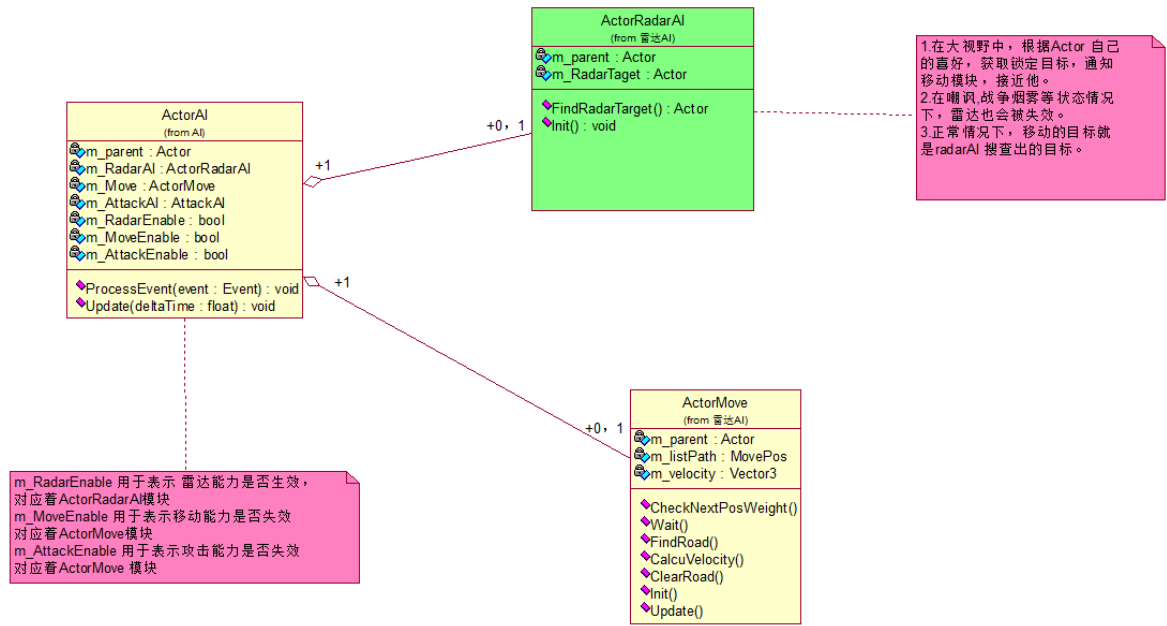 ActorRadarAI
(from 雷达AI)
m_parent : Actor
m_RadarTaget : Actor
FindRadarTarget() : Actor
Init() : void
1.在大视野中，根据Actor 自己
的喜好，获取锁定目标，通知
移动模块，接近他。
2.在嘲讽,战争烟雾等状态情况
下，雷达也会被失效。
3.正常情况下，移动的目标就
是radarAI 搜查出的目标。
ActorAI
(from AI)
m_parent : Actor
m_RadarAI : ActorRadarAI
m_Move : ActorMove
m_AttackAI : AttackAI
m_RadarEnable : bool
m_MoveEnable : bool
m_AttackEnable : bool
ProcessEvent(event : Event) : void
Update(deltaTime : float) : void
+1
+0，1
+1
+0，1
ActorMove
(from 雷达AI)
m_parent : Actor
m_listPath : MovePos
m_velocity : Vector3
CheckNextPosWeight()
Wait()
FindRoad()
CalcuVelocity()
ClearRoad()
Init()
Update()
m_RadarEnable 用于表示 雷达能力是否生效，
对应着ActorRadarAI模块
m_MoveEnable 用于表示移动能力是否失效
对应着ActorMove模块
m_AttackEnable 用于表示攻击能力是否失效
对应着ActorMove 模块